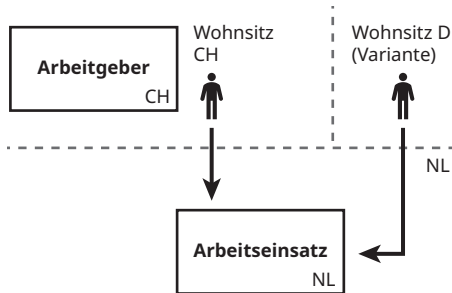 Wohnsitz
CH
Wohnsitz D
(Variante)
Arbeitgeber
CH
NL
Arbeitseinsatz
NL